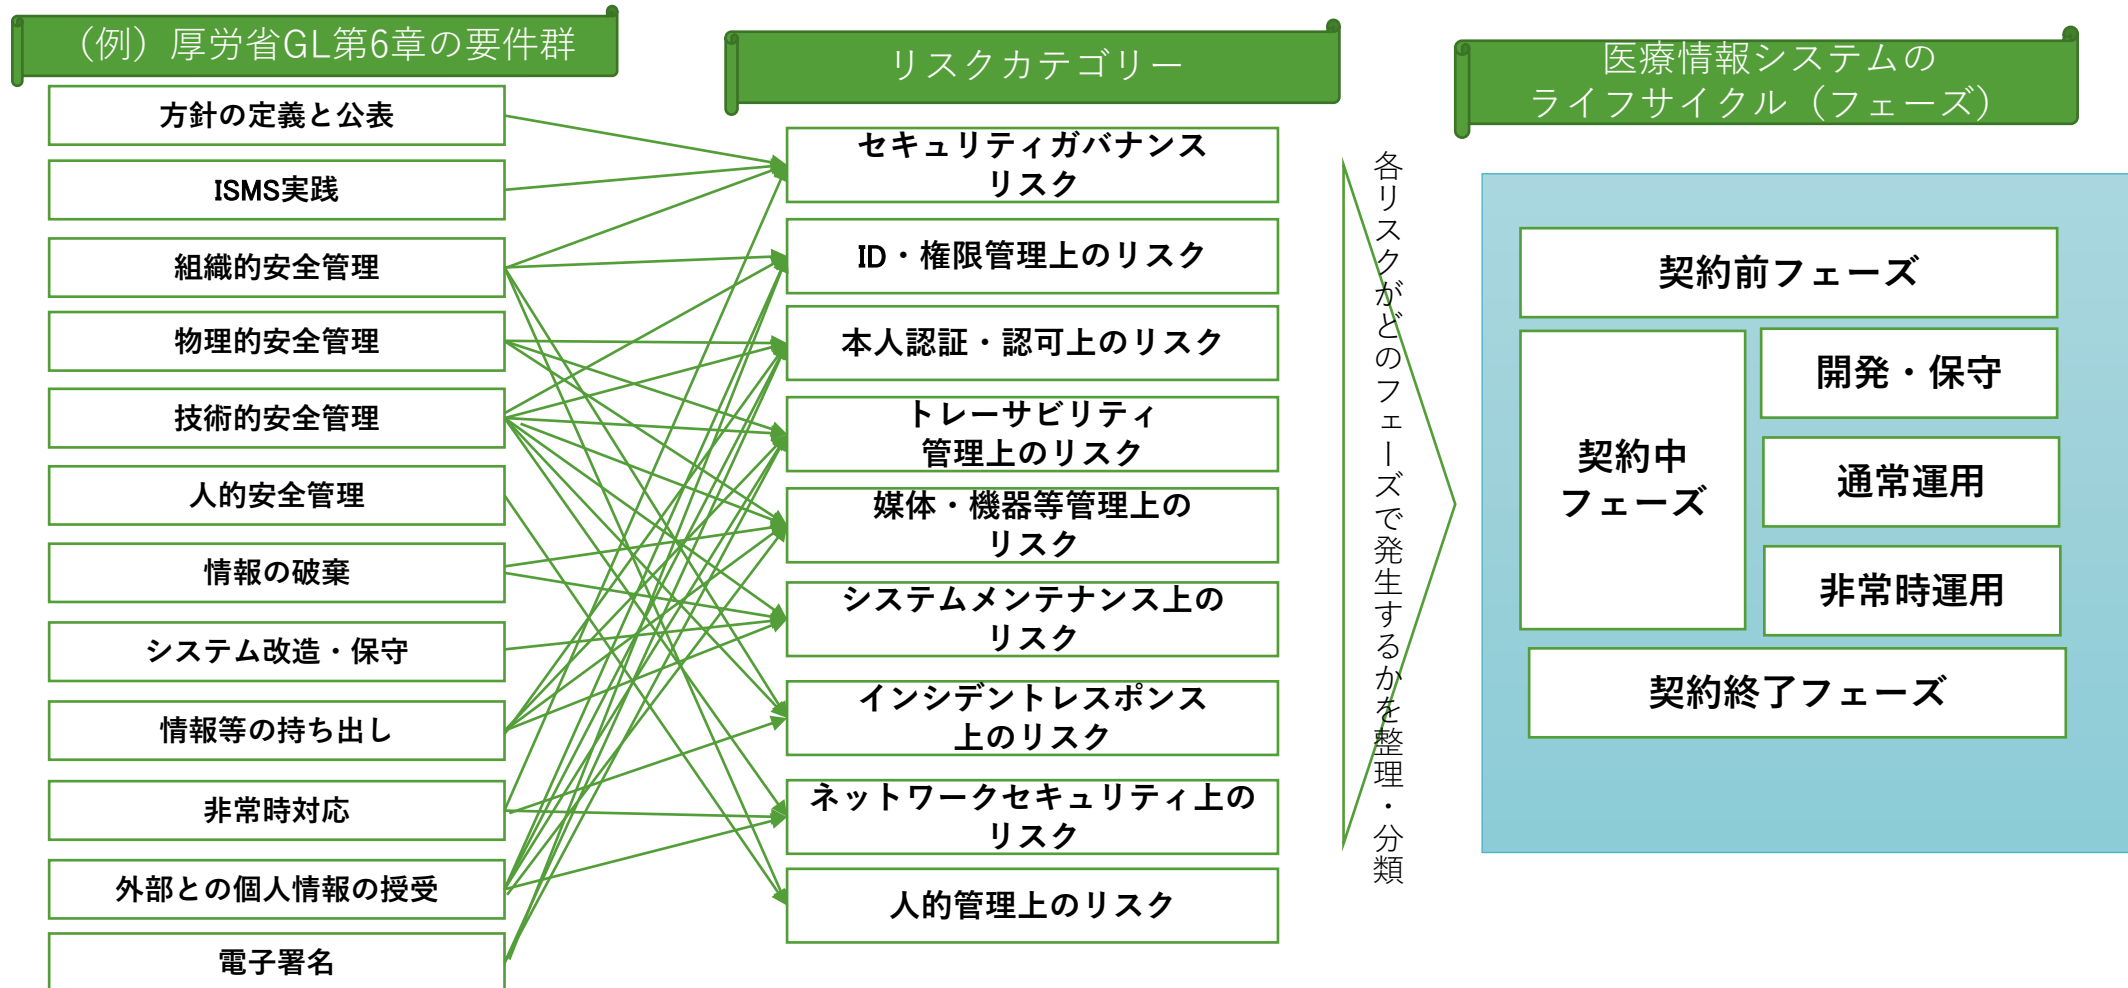 （例）厚労省GL第6章の要件群
方針の定義と公表
ISMS実践
組織的安全管理
物理的安全管理
技術的安全管理
人的安全管理
情報の破棄
システム改造・保守
情報等の持ち出し
非常時対応
外部との個人情報の授受
電子署名
リスクカテゴリー
セキュリティガバナンス
リスク
ID・権限管理上のリスク
本人認証・認可上のリスク
トレーサビリティ
管理上のリスク
媒体・機器等管理上の
リスク
システムメンテナンス上の
リスク
インシデントレスポンス
上のリスク
ネットワークセキュリティ上の
リスク
人的管理上のリスク
各リスクがどのフェーズで発生するかを整理・分類
医療情報システムの
ライフサイクル（フェーズ）
契約前フェーズ
契約中
フェーズ
開発・保守
通常運用
非常時運用
契約終了フェーズ